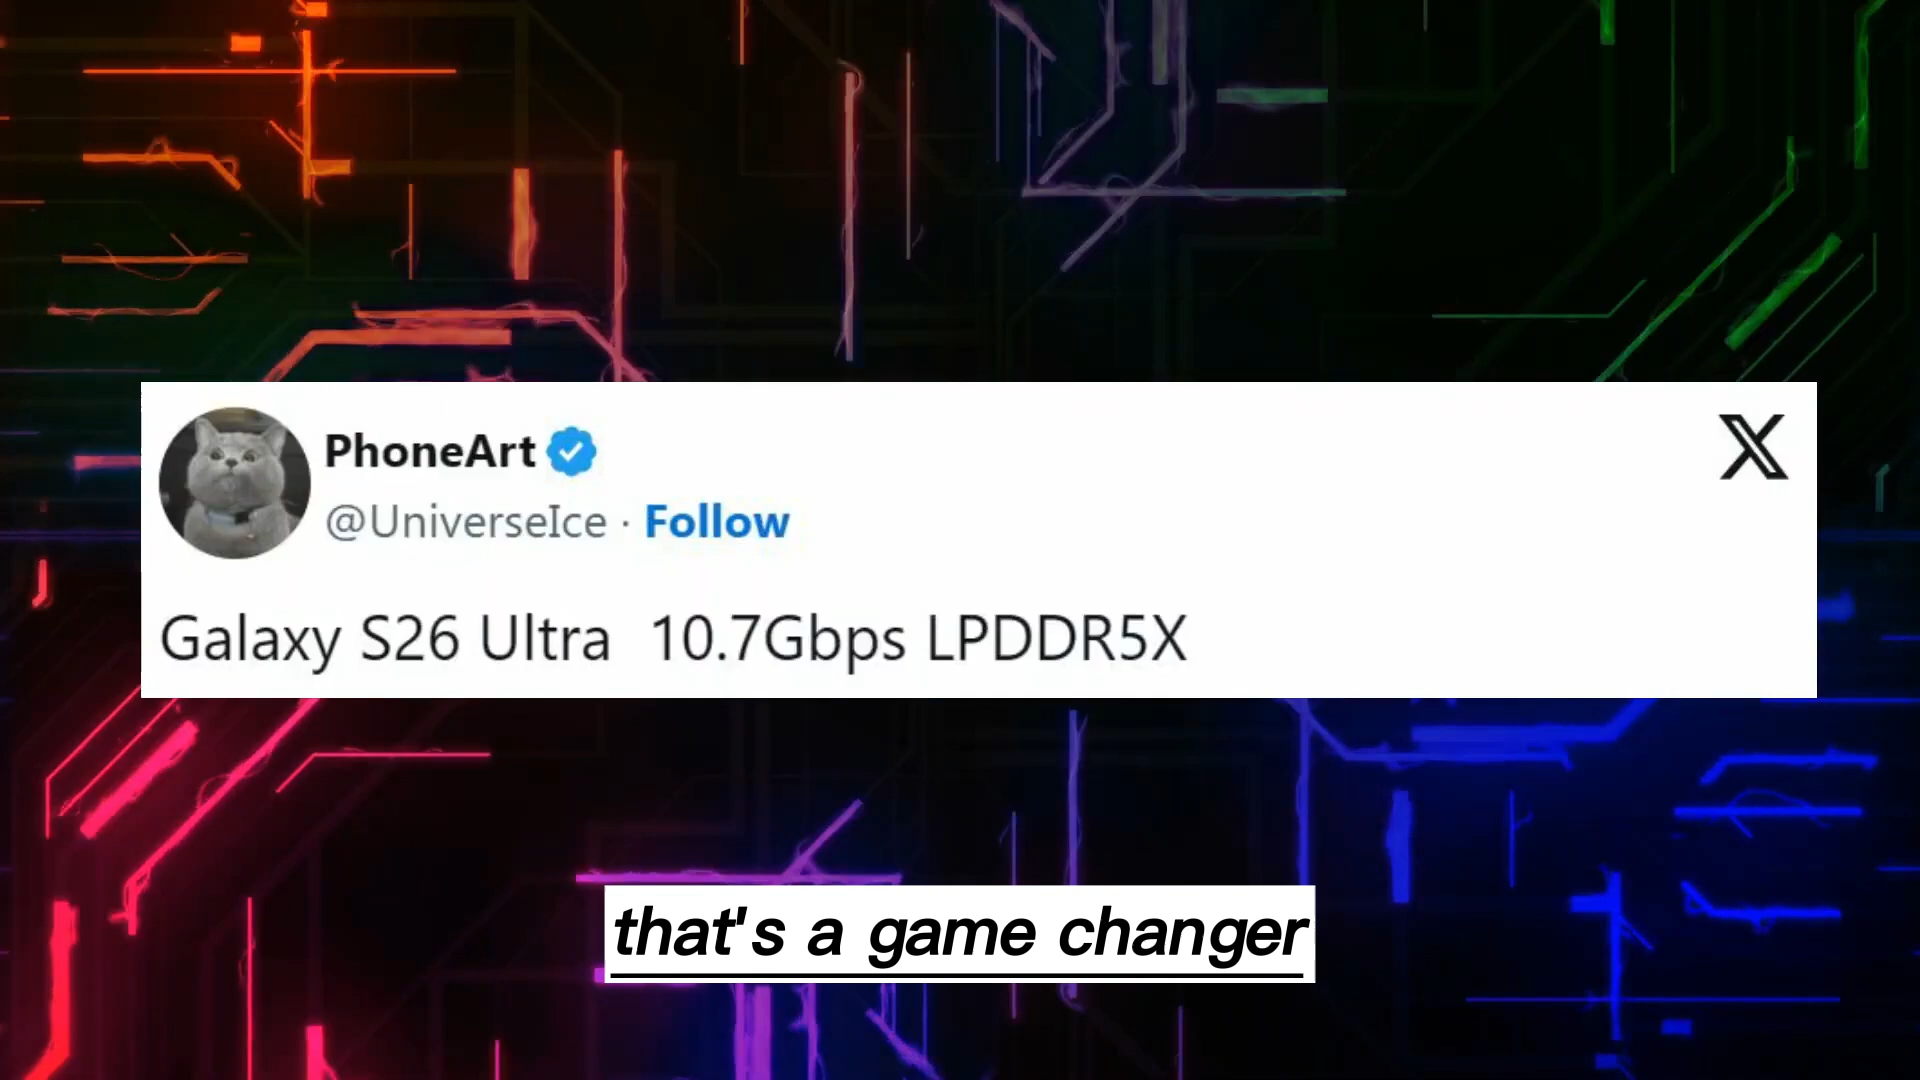 PhoneArt
@UniverseIce · Follow
Galaxy S26 Ultra 10.7Gbps LPDDR5X
that's a game changer